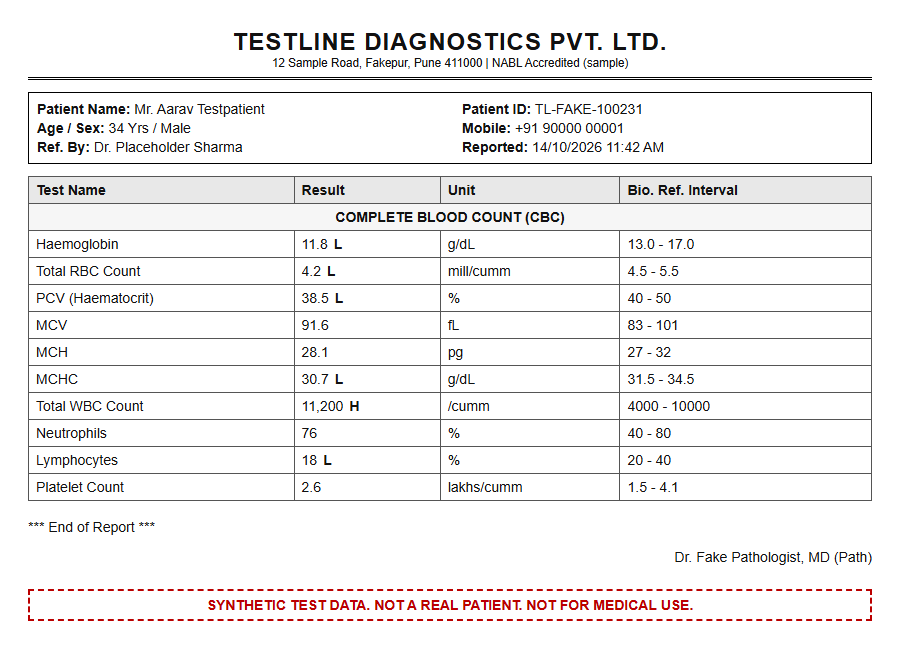 TESTLINE DIAGNOSTICS PVT. LTD.
12 Sample Road, Fakepur, Pune 411000 | NABL Accredited (sample)
Patient Name: Mr. Aarav Testpatient Patient ID: TL-FAKE-100231
Age / Sex: 34 Yrs / Male Mobile: +91 90000 00001
Ref. By: Dr. Placeholder Sharma Reported: 14/10/2026 11:42 AM
Test Name Result Unit Bio. Ref. Interval
COMPLETE BLOOD COUNT (CBC)
Haemoglobin 11.8 L g/dL 13.0 - 17.0
Total RBC Count 4.2 L mill/cumm 4.5 - 5.5
PCV (Haematocrit) 38.5 L % 40 - 50
MCV 91.6 fL 83 - 101
MCH 28.1 pg 27 - 32
MCHC 30.7 L g/dL 31.5 - 34.5
Total WBC Count 11,200 H /cumm 4000 - 10000
Neutrophils 76 % 40 - 80
Lymphocytes 18 L % 20 - 40
Platelet Count 2.6 lakhs/cumm 1.5 - 4.1
*** End of Report ***
Dr. Fake Pathologist, MD (Path)
SYNTHETIC TEST DATA. NOT A REAL PATIENT. NOT FOR MEDICAL USE.